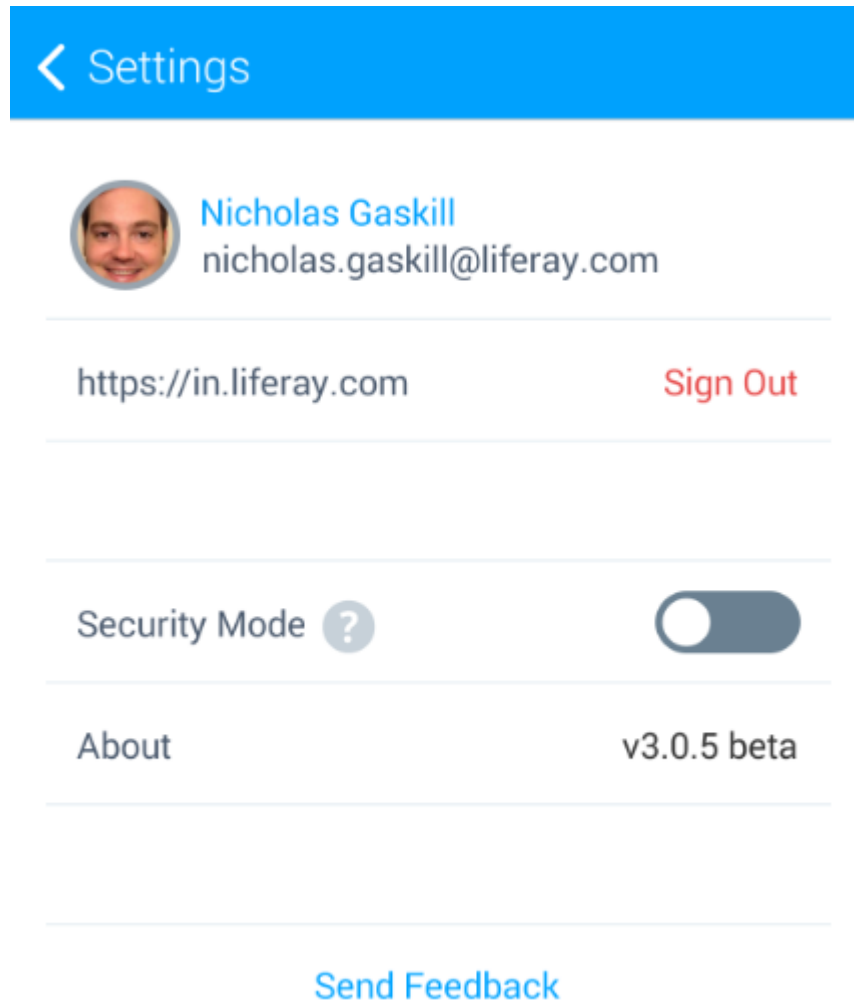 Settings
Nicholas Gaskill
nicholas.gaskill@liferay.com
https://in.liferay.com Sign Out
Security Mode ?
About v3.0.5 beta
Send Feedback